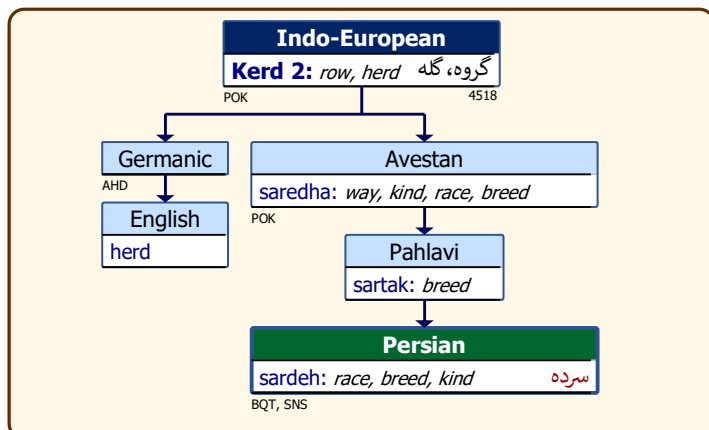 Indo-European
Kerd 2: row, herd گروه، گله
POK 4518
Germanic Avestan
AHD saredha: way, kind, race, breed
POK
English Pahlavi
herd sartak: breed
Persian
sardeh: race, breed, kind سرده
BQT, SNS